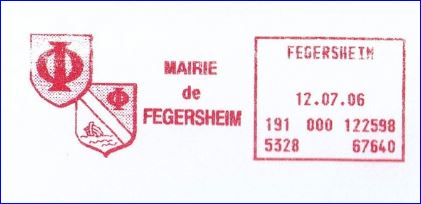 MAIRIE
de
FEGERSHEIM
FEGERSHEIM
12.07.06
191 000 122598
5328 67640